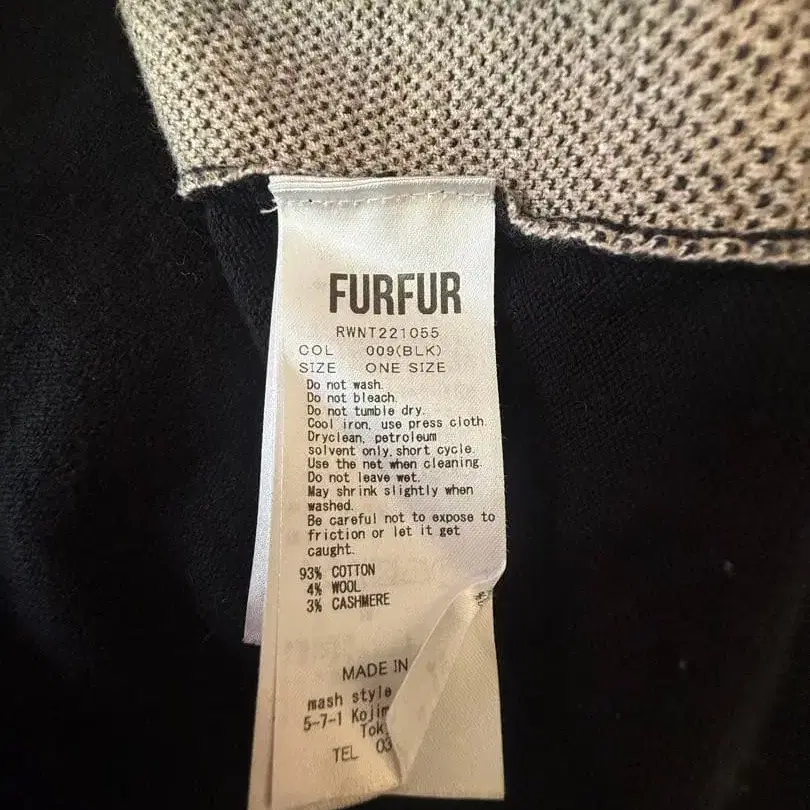 FURFUR
RWNT221055
COL 009(BLK)
SIZE ONE SIZE
Do not wash.
Do not bleach.
Do not tumble dry.
Cool iron, use press cloth.
Dryclean, petroleum
solvent only, short cycle.
Use the net when cleaning.
Do not leave wet.
May shrink slightly when
washed.
Be careful not to expose to
friction or let it get
caught.
93% COTTON
4% WOOL
3% CASHMERE
MADE IN
mash style
5-7-1
TEL 03